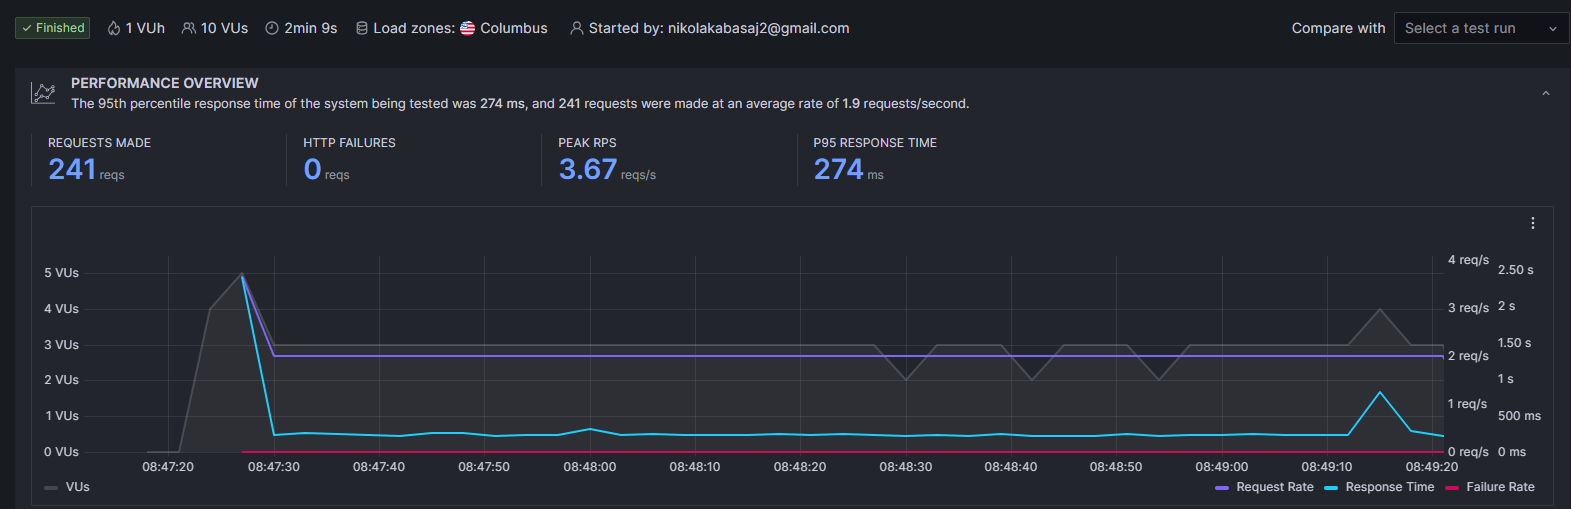 Finished 1 VUh 10 VUs 2min 9s Load zones: Columbus Started by: nikolakabasaj2@gmail.com Compare with Select a test run
PERFORMANCE OVERVIEW
The 95th percentile response time of the system being tested was 274 ms, and 241 requests were made at an average rate of 1.9 requests/second.
REQUESTS MADE
241 reqs
HTTP FAILURES
0 reqs
PEAK RPS
3.67 reqs/s
P95 RESPONSE TIME
274 ms
5 VUs
4 VUs
3 VUs
2 VUs
1 VUs
0 VUs
4 req/s
3 req/s
2 req/s
1 req/s
0 req/s
2.50 s
2 s
1.50 s
1 s
500 ms
0 ms
08:47:20 08:47:30 08:47:40 08:47:50 08:48:00 08:48:10 08:48:20 08:48:30 08:48:40 08:48:50 08:49:00 08:49:10 08:49:20
VUs Request Rate Response Time Failure Rate